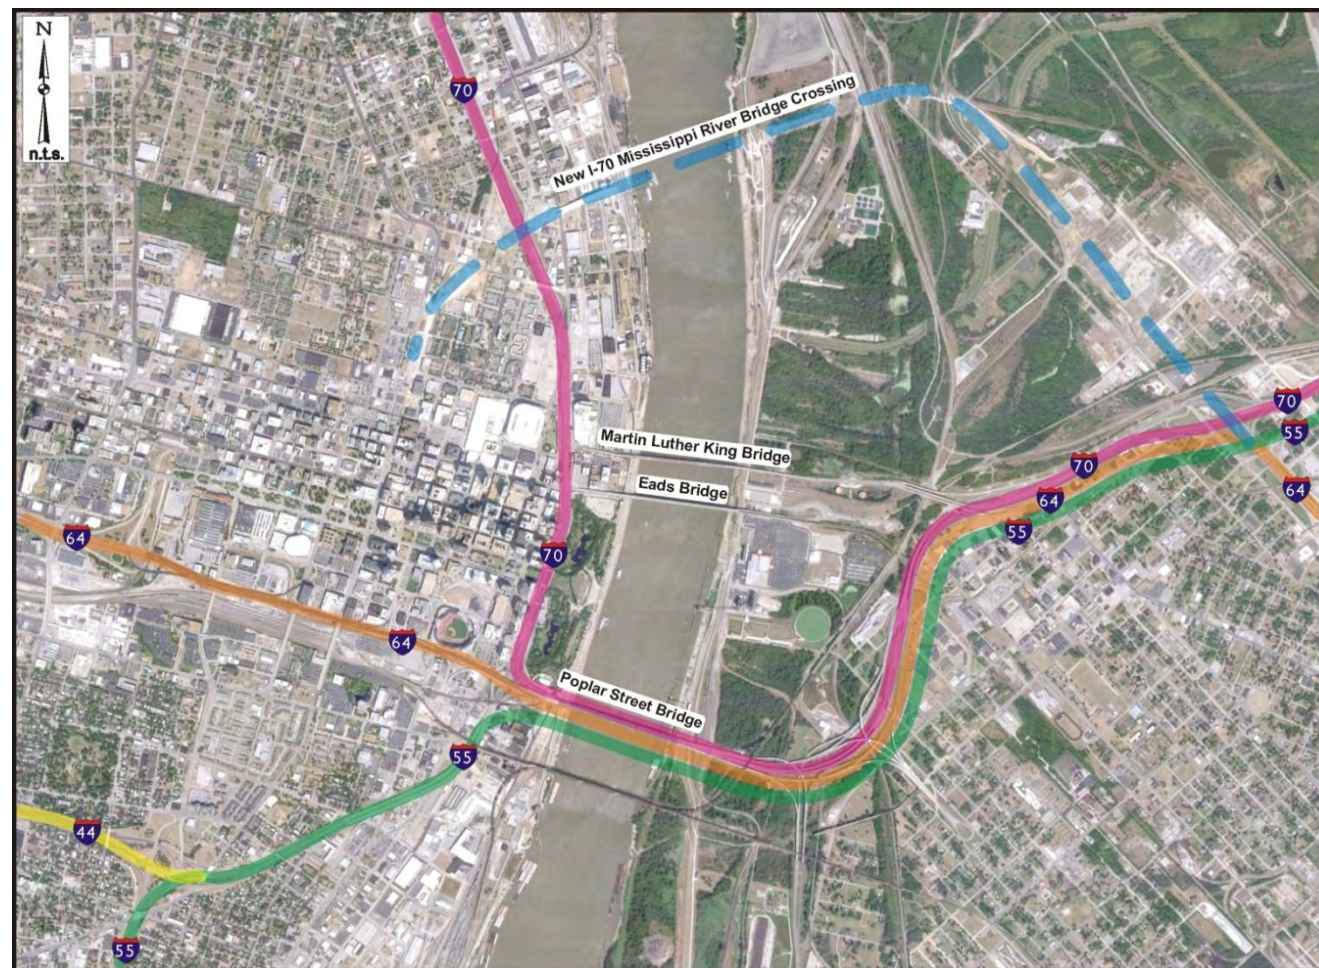 N
n.t.s.
70
New I-70 Mississippi River Bridge Crossing
70
55
Martin Luther King Bridge
70
64
64
Eads Bridge
55
64
70
64
Poplar Street Bridge
55
44
55